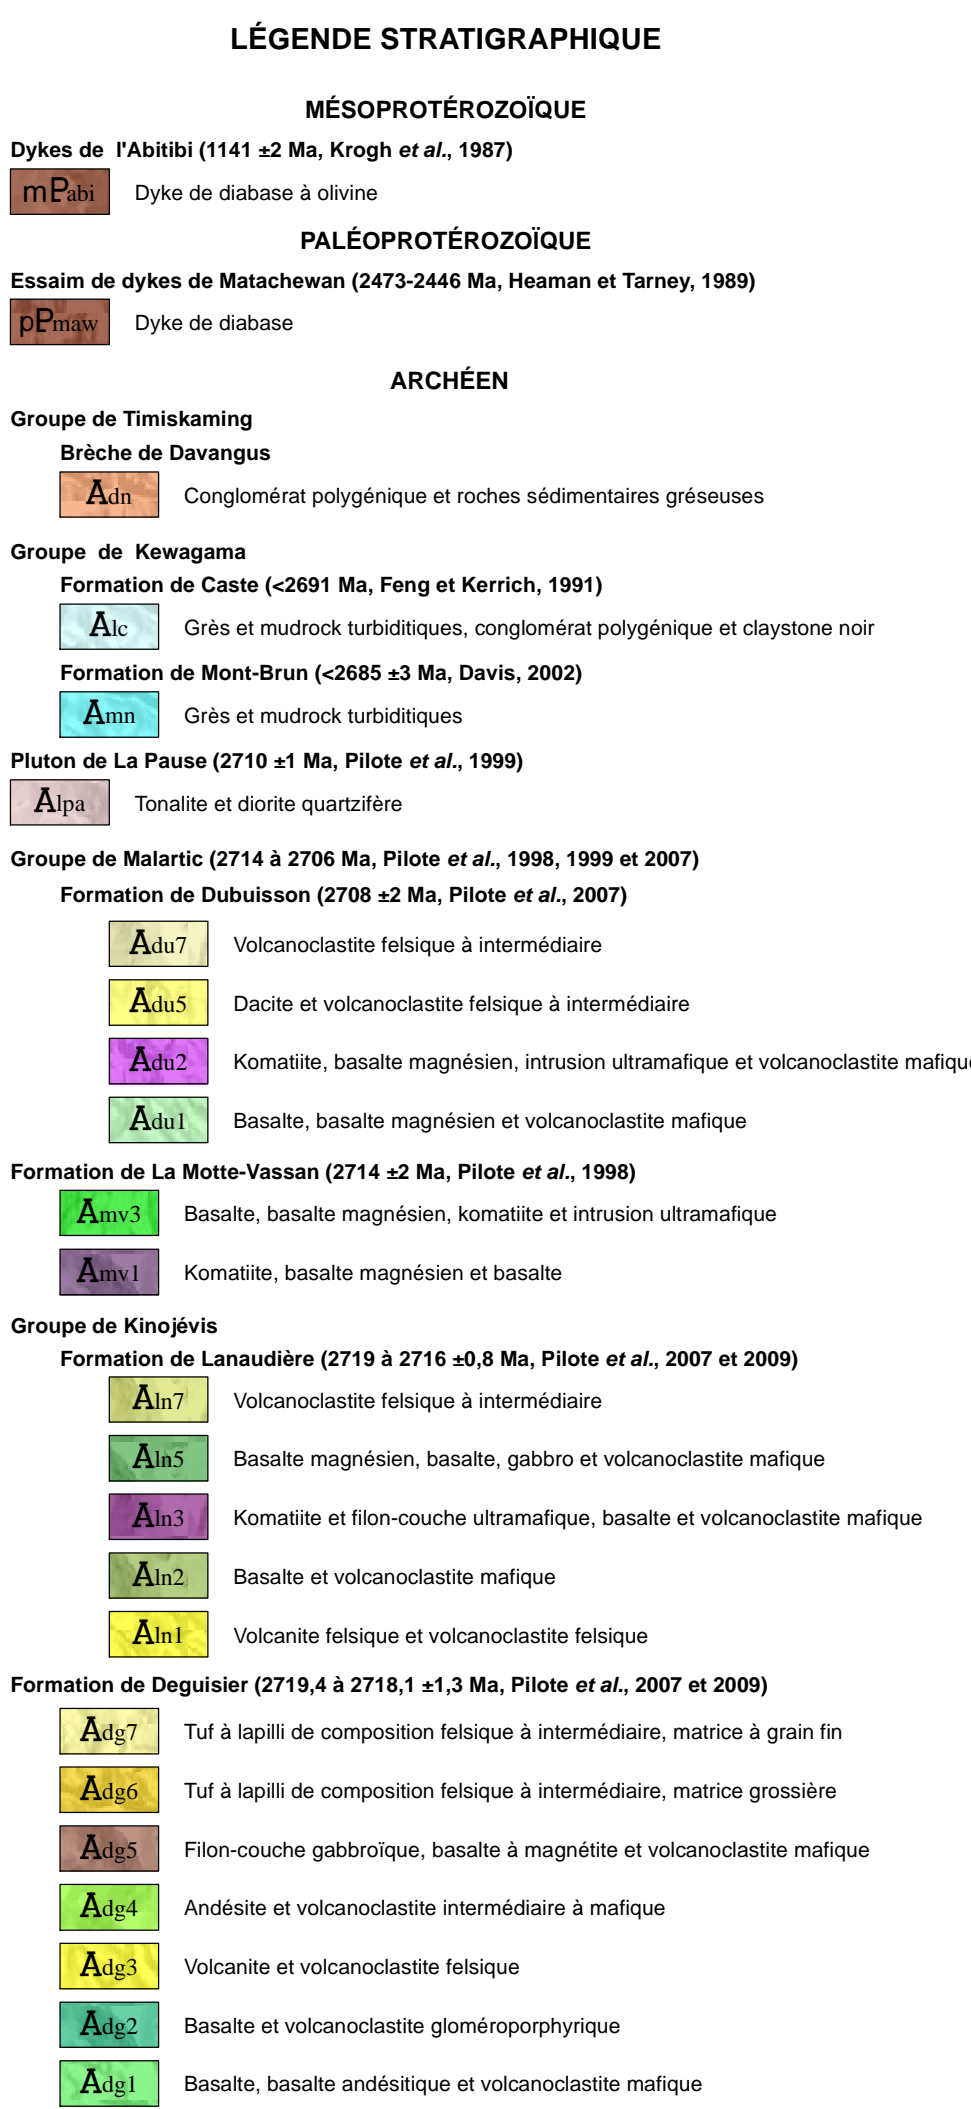 LÉGENDE STRATIGRAPHIQUE
MÉSOPROTÉROZOÏQUE
Dykes de l'Abitibi (1141 ±2 Ma, Krogh et al., 1987)
mPabi Dyke de diabase à olivine
PALÉOPROTÉROZOÏQUE
Essaim de dykes de Matachewan (2473-2446 Ma, Heaman et Tarney, 1989)
pPmaw Dyke de diabase
ARCHÉEN
Groupe de Timiskaming
Brèche de Davangus
Adn Conglomérat polygénique et roches sédimentaires gréseuses
Groupe de Kewagama
Formation de Caste (<2691 Ma, Feng et Kerrich, 1991)
Alc Grès et mudrock turbiditiques, conglomérat polygénique et claystone noir
Formation de Mont-Brun (<2685 ±3 Ma, Davis, 2002)
Amn Grès et mudrock turbiditiques
Pluton de La Pause (2710 ±1 Ma, Pilote et al., 1999)
Alpa Tonalite et diorite quartzifère
Groupe de Malartic (2714 à 2706 Ma, Pilote et al., 1998, 1999 et 2007)
Formation de Dubuisson (2708 ±2 Ma, Pilote et al., 2007)
Adu7 Volcanoclastite felsique à intermédiaire
Adu5 Dacite et volcanoclastite felsique à intermédiaire
Adu2 Komatiite, basalte magnésien, intrusion ultramafique et volcanoclastite mafique
Adu1 Basalte, basalte magnésien et volcanoclastite mafique
Formation de La Motte-Vassan (2714 ±2 Ma, Pilote et al., 1998)
Amv3 Basalte, basalte magnésien, komatiite et intrusion ultramafique
Amv1 Komatiite, basalte magnésien et basalte
Groupe de Kinojévis
Formation de Lanaudière (2719 à 2716 ±0,8 Ma, Pilote et al., 2007 et 2009)
Aln7 Volcanoclastite felsique à intermédiaire
Aln5 Basalte magnésien, basalte, gabbro et volcanoclastite mafique
Aln3 Komatiite et filon-couche ultramafique, basalte et volcanoclastite mafique
Aln2 Basalte et volcanoclastite mafique
Aln1 Volcanite felsique et volcanoclastite felsique
Formation de Deguisier (2719,4 à 2718,1 ±1,3 Ma, Pilote et al., 2007 et 2009)
Adg7 Tuf à lapilli de composition felsique à intermédiaire, matrice à grain fin
Adg6 Tuf à lapilli de composition felsique à intermédiaire, matrice grossière
Adg5 Filon-couche gabbroïque, basalte à magnétite et volcanoclastite mafique
Adg4 Andésite et volcanoclastite intermédiaire à mafique
Adg3 Volcanite et volcanoclastite felsique
Adg2 Basalte et volcanoclastite gloméroporphyrique
Adg1 Basalte, basalte andésitique et volcanoclastite mafique